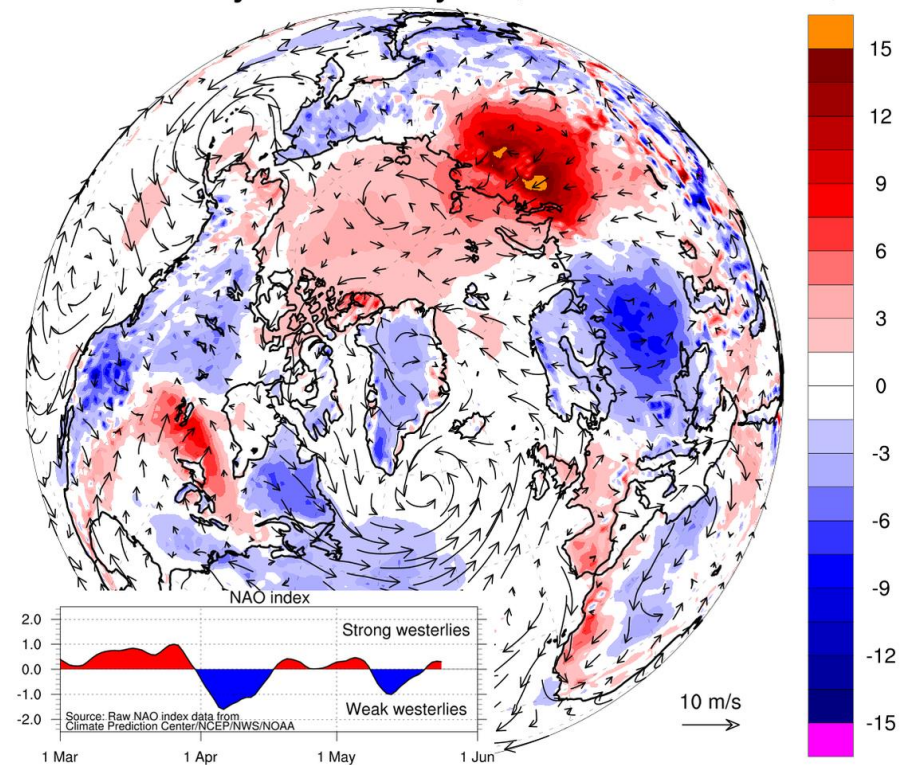 15
12
9
6
3
0
-3
-6
-9
-12
-15
10 m/s
NAO index
2.0
1.0
0.0
-1.0
-2.0
Strong westerlies
Weak westerlies
Source: Raw NAO index data from
Climate Prediction Center/NCEP/NWS/NOAA
1 Mar
1 Apr
1 May
1 Jun